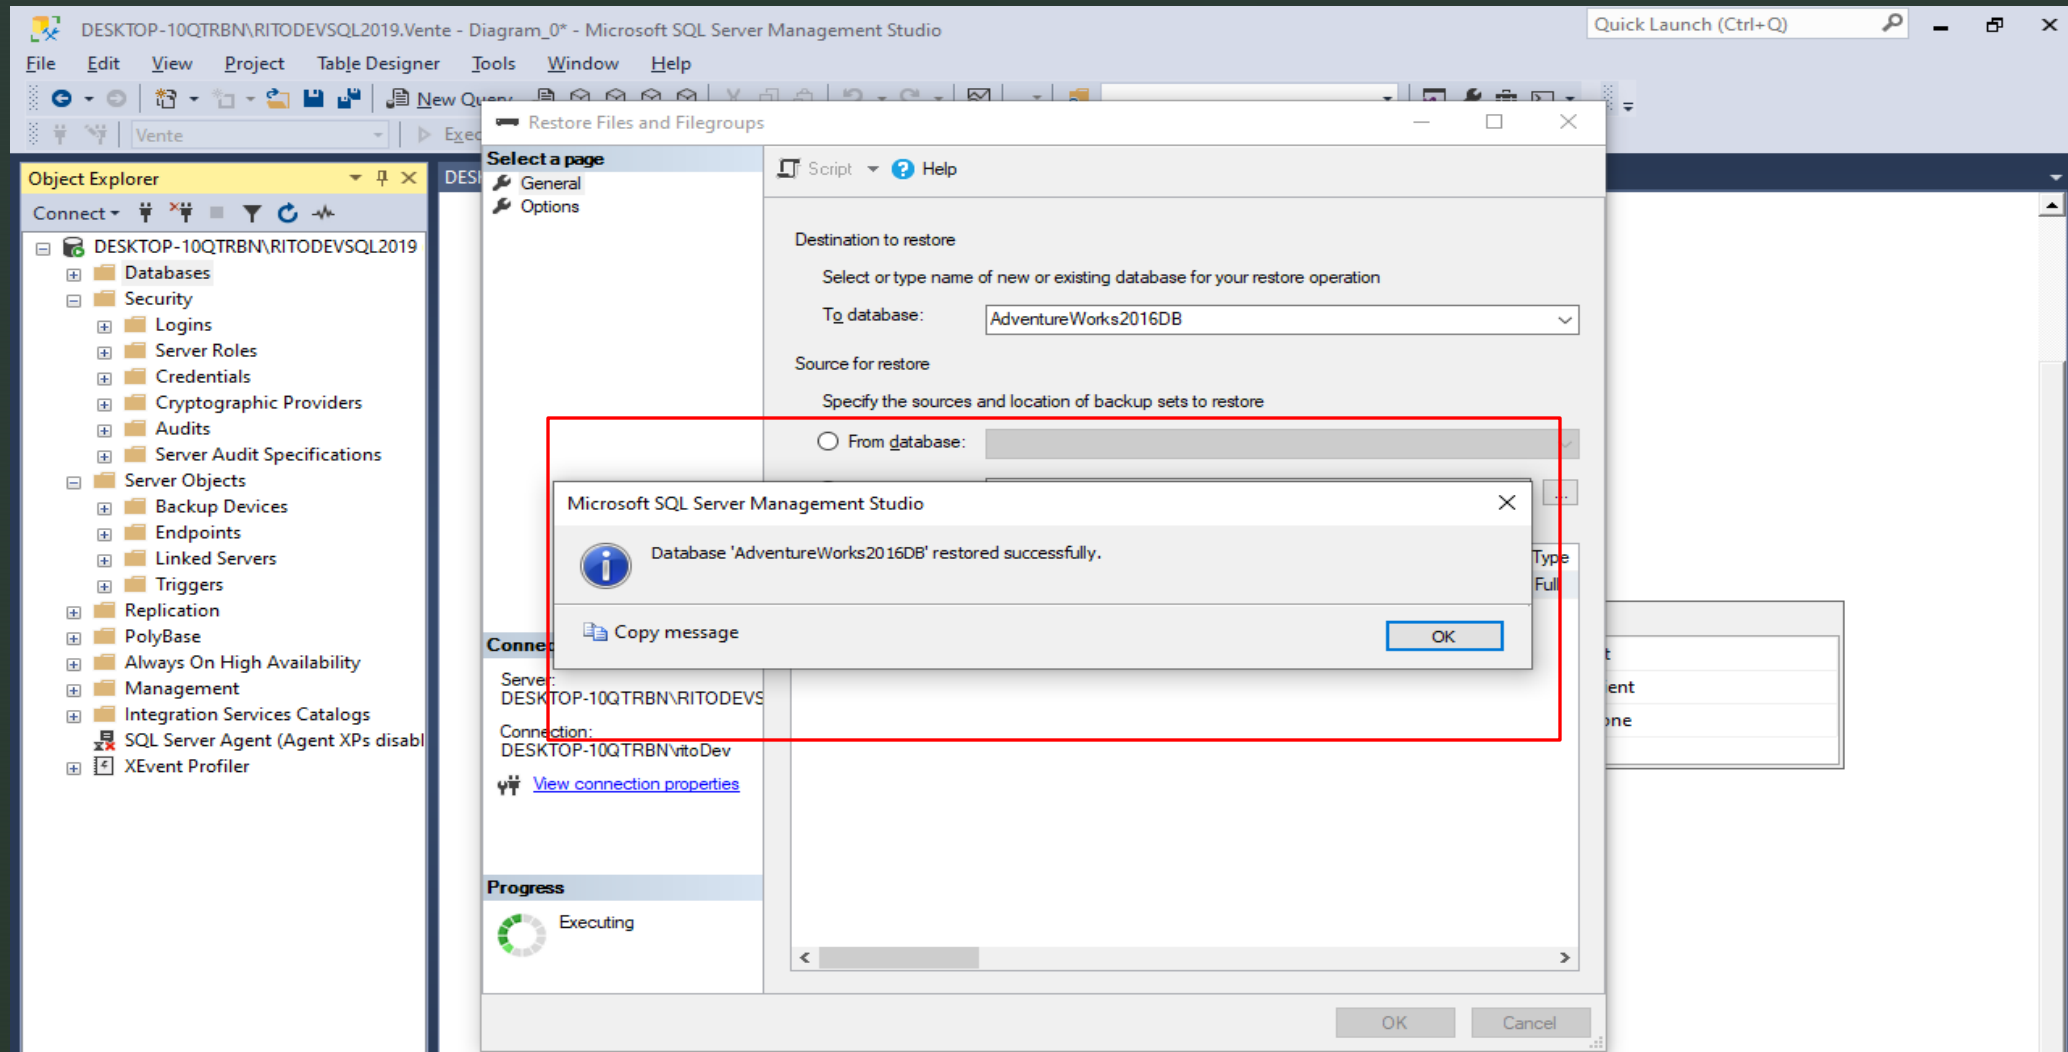 DESKTOP-10QTRBN\RITODEVSQL2019.Vente - Diagram_0* - Microsoft SQL Server Management Studio
Quick Launch (Ctrl+Q)
File Edit View Project Table Designer Tools Window Help
New Query
Vente
Exec
Restore Files and Filegroups
Object Explorer
Connect
DESKTOP-10QTRBN\RITODEVSQL2019
Databases
Security
Logins
Server Roles
Credentials
Cryptographic Providers
Audits
Server Audit Specifications
Server Objects
Backup Devices
Endpoints
Linked Servers
Triggers
Replication
PolyBase
Always On High Availability
Management
Integration Services Catalogs
SQL Server Agent (Agent XPs disabl
XEvent Profiler
DES
Select a page
General
Options
Script Help
Destination to restore
Select or type name of new or existing database for your restore operation
To database: AdventureWorks2016DB
Source for restore
Specify the sources and location of backup sets to restore
From database:
...
Type
Full
Microsoft SQL Server Management Studio
Database 'AdventureWorks2016DB' restored successfully.
Copy message
OK
Conne
Server:
DESKTOP-10QTRBN\RITODEVS
Connection:
DESKTOP-10QTRBN\ritoDev
View connection properties
Progress
Executing
OK Cancel
t
ent
one